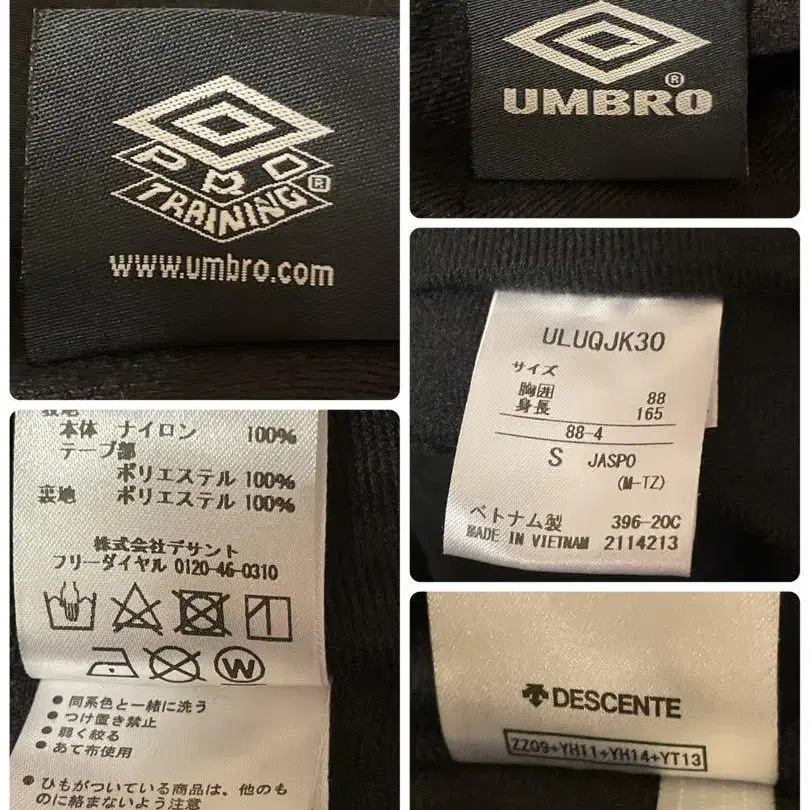 PRO
TRAINING®
www.umbro.com
UMBRO®
ULUQJK30
サイズ
胸囲 88
身長 165
88-4
S JASPO
(M-TZ)
ベトナム製 396-20C
MADE IN VIETNAM 2114213
表地
本体 ナイロン 100%
テープ部
ポリエステル 100%
裏地 ポリエステル 100%
株式会社デサント
フリーダイヤル 0120-46-0310
W
● 同系色と一緒に洗う
● つけ置き禁止
● 弱く絞る
● あて布使用
● ひもがついている商品は、他のも
のに絡まないよう注意
DESCENTE
ZZ09+YH11+YH14+YT13